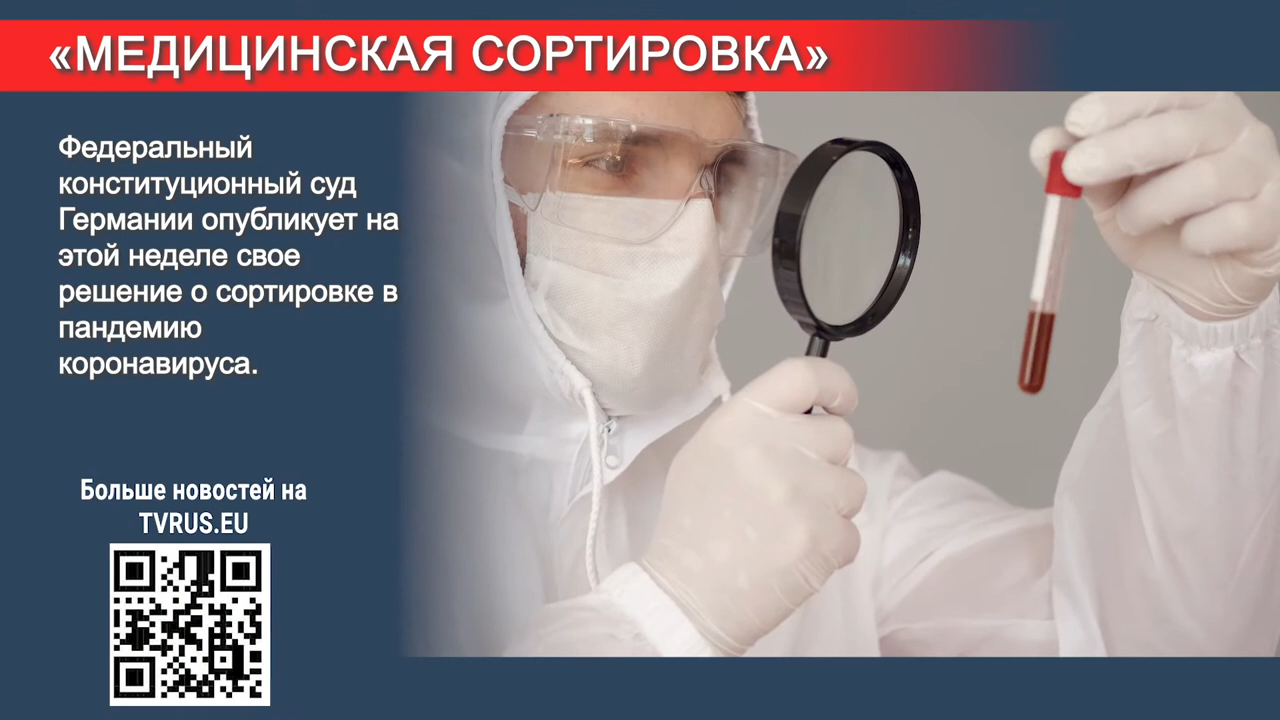 «МЕДИЦИНСКАЯ СОРТИРОВКА»
Федеральный
конституционный суд
Германии опубликует на
этой неделе свое
решение о сортировке в
пандемию
коронавируса.
Больше новостей на
TVRUS.EU